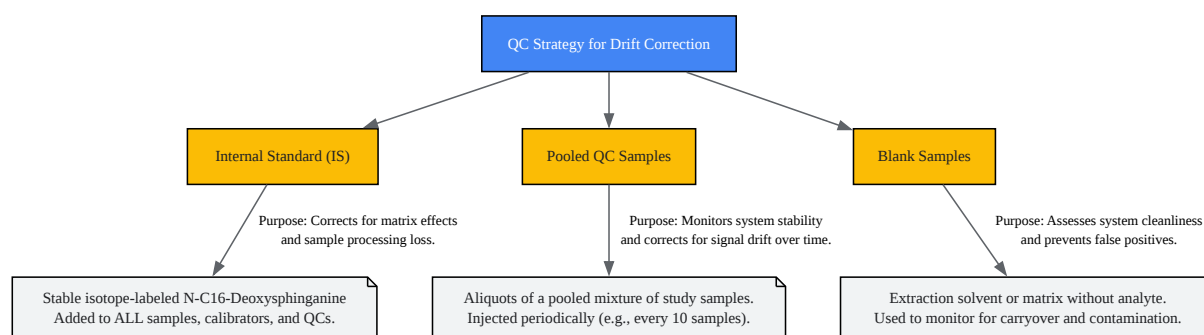 QC Strategy for Drift Correction
Internal Standard (IS)
Pooled QC Samples
Blank Samples
Purpose: Corrects for matrix effects
and sample processing loss.
Purpose: Monitors system stability
and corrects for signal drift over time.
Purpose: Assesses system cleanliness
and prevents false positives.
Stable isotope-labeled N-C16-Deoxysphinganine
Added to ALL samples, calibrators, and QCs.
Aliquots of a pooled mixture of study samples.
Injected periodically (e.g., every 10 samples).
Extraction solvent or matrix without analyte.
Used to monitor for carryover and contamination.